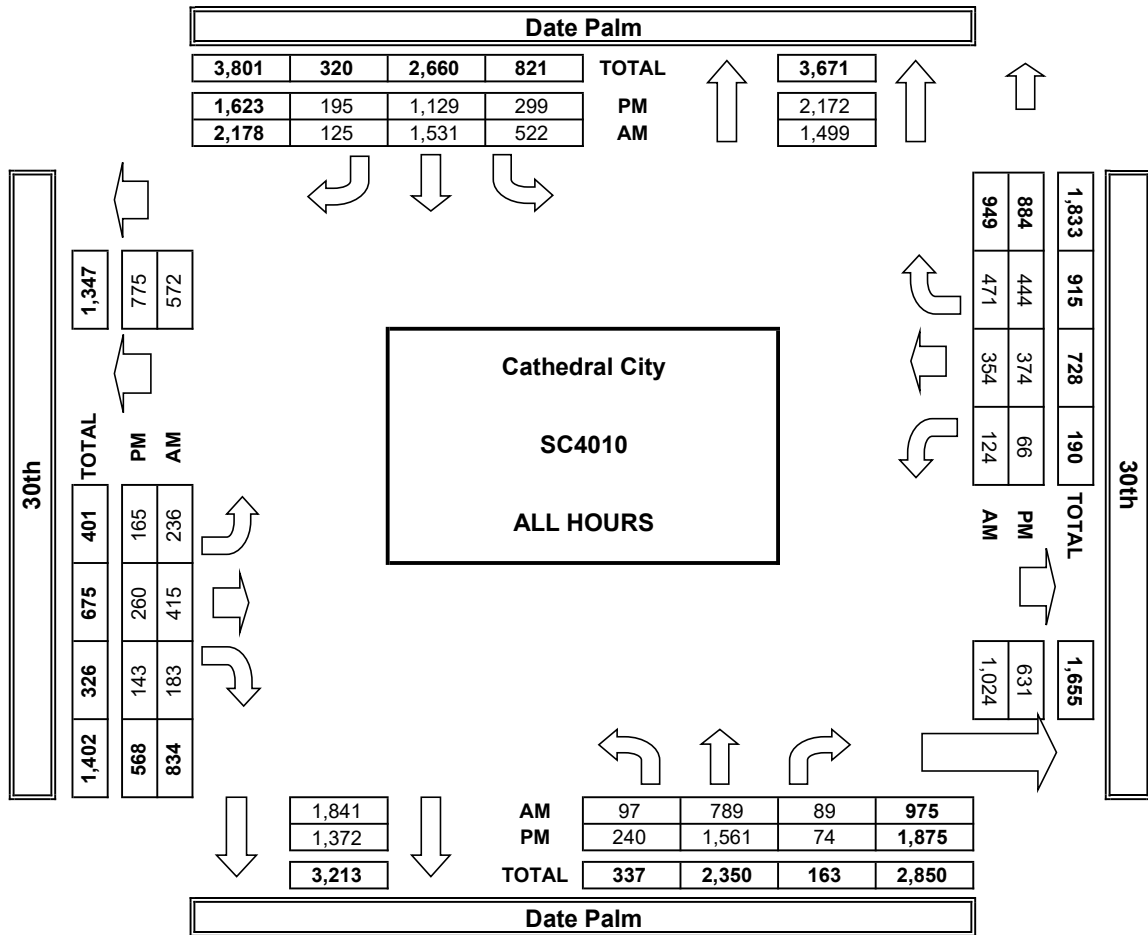 Date Palm
3,801 320 2,660 821 TOTAL 3,671
1,623 195 1,129 299 PM 2,172
2,178 125 1,531 522 AM 1,499
30th
1,347
775
572
TOTAL 401 675 326 1,402
PM 165 260 143 568
AM 236 415 183 834
Cathedral City
SC4010
ALL HOURS
1,833 915 728 190 TOTAL 1,655
884 444 374 66 PM 631
949 471 354 124 AM 1,024
30th
1,841 AM 97 789 89 975
1,372 PM 240 1,561 74 1,875
3,213 TOTAL 337 2,350 163 2,850
Date Palm